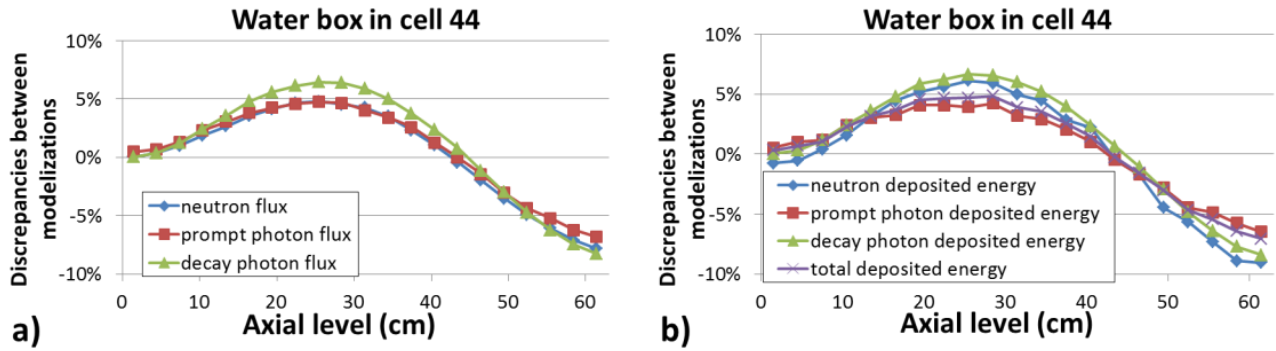 Water box in cell 44
Discrepancies between
modelizations
10%
5%
0%
-5%
-10%
neutron flux
prompt photon flux
decay photon flux
0 10 20 30 40 50 60
Axial level (cm)
a)
Water box in cell 44
Discrepancies between
modelizations
10%
5%
0%
-5%
-10%
neutron deposited energy
prompt photon deposited energy
decay photon deposited energy
total deposited energy
0 10 20 30 40 50 60
Axial level (cm)
b)